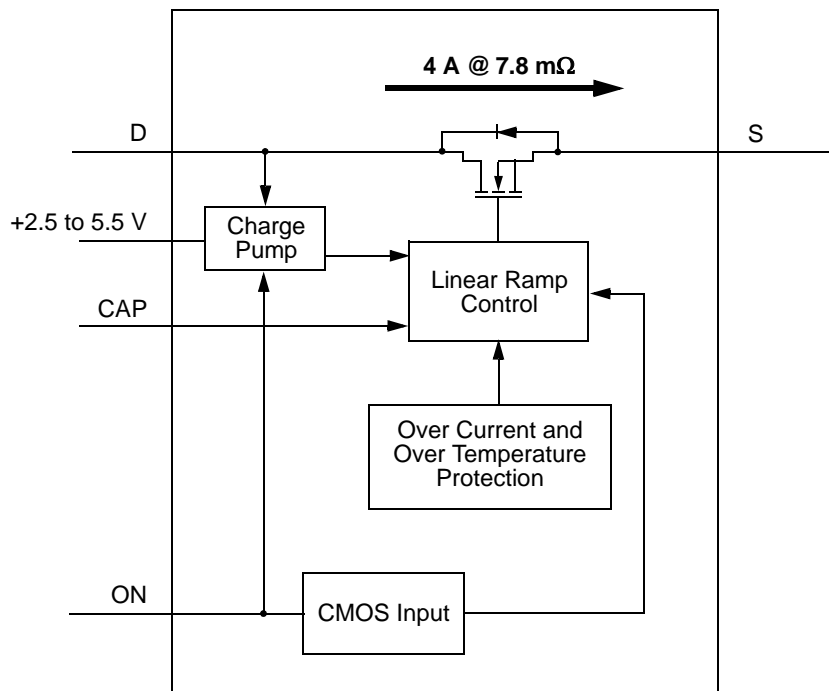 4 A @ 7.8 mΩ
D
S
+2.5 to 5.5 V
Charge
Pump
Linear Ramp
Control
CAP
Over Current and
Over Temperature
Protection
ON
CMOS Input